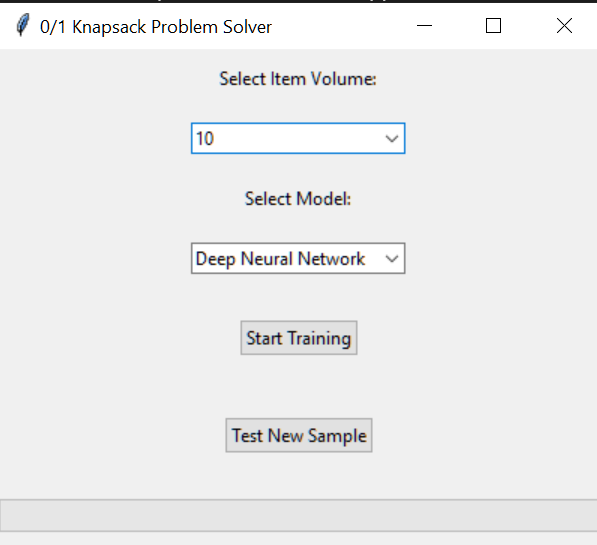 0/1 Knapsack Problem Solver
Select Item Volume:
10
Select Model:
Deep Neural Network
Start Training
Test New Sample